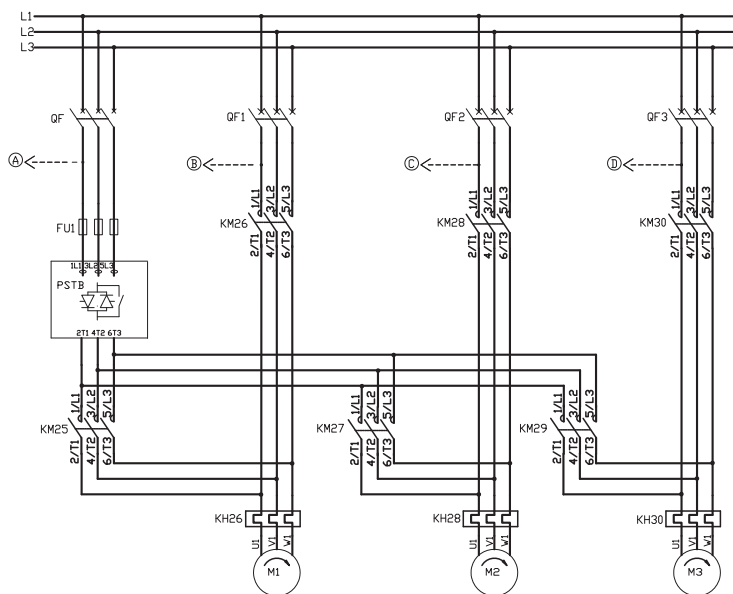 L1
L2
L3
QF
QF1
QF2
QF3
A
B
C
D
1/L1
3/L2
5/L3
1/L1
3/L2
5/L3
1/L1
3/L2
5/L3
FU1
KM26
KM28
KM30
2/T1
4/T2
6/T3
2/T1
4/T2
6/T3
2/T1
4/T2
6/T3
1L1 3L2 5L3
PSTB
2T1 4T2 6T3
1/L1
3/L2
5/L3
1/L1
3/L2
5/L3
1/L1
3/L2
5/L3
KM25
KM27
KM29
2/T1
4/T2
6/T3
2/T1
4/T2
6/T3
2/T1
4/T2
6/T3
KH26
KH28
KH30
U1
V1
W1
U1
V1
W1
U1
V1
W1
M1
M2
M3